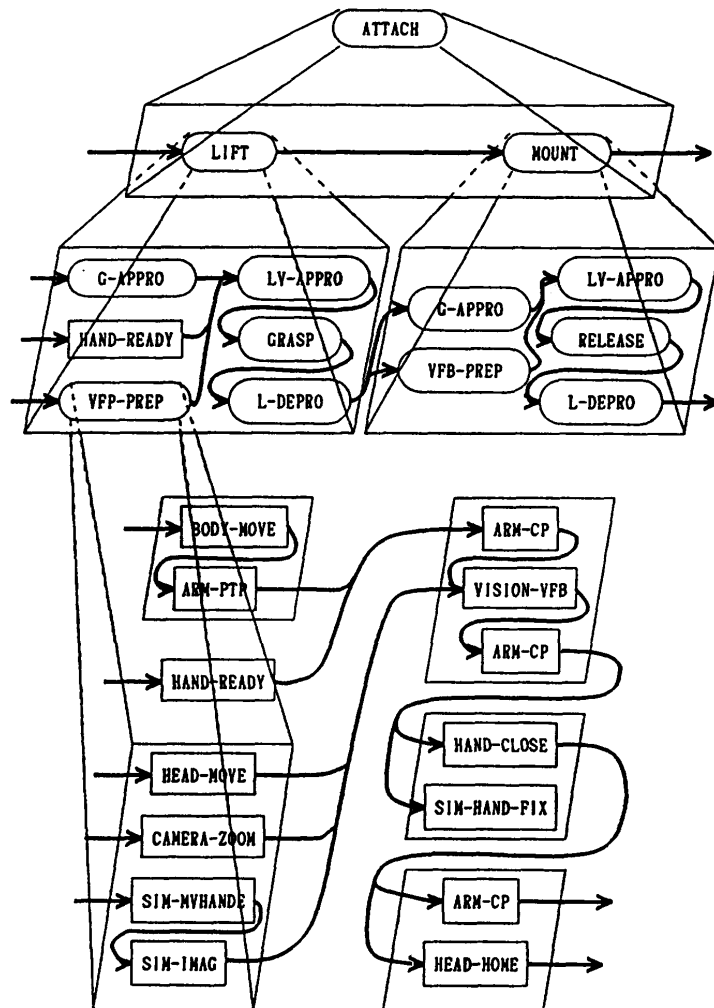 ATTACH
LIFT MOUNT
G-APPRO LV-APPRO LV-APPRO
G-APPRO
HAND-READY GRASP RELEASE
VFB-PREP
VFP-PREP L-DEPRO L-DEPRO
BODY-MOVE ARM-CP
ARM-PTP VISION-VFB
ARM-CP
HAND-READY
HAND-CLOSE
HEAD-MOVE
SIM-HAND-FIX
CAMERA-ZOOM
SIM-MVHANDE ARM-CP
SIM-IMAG HEAD-HOME